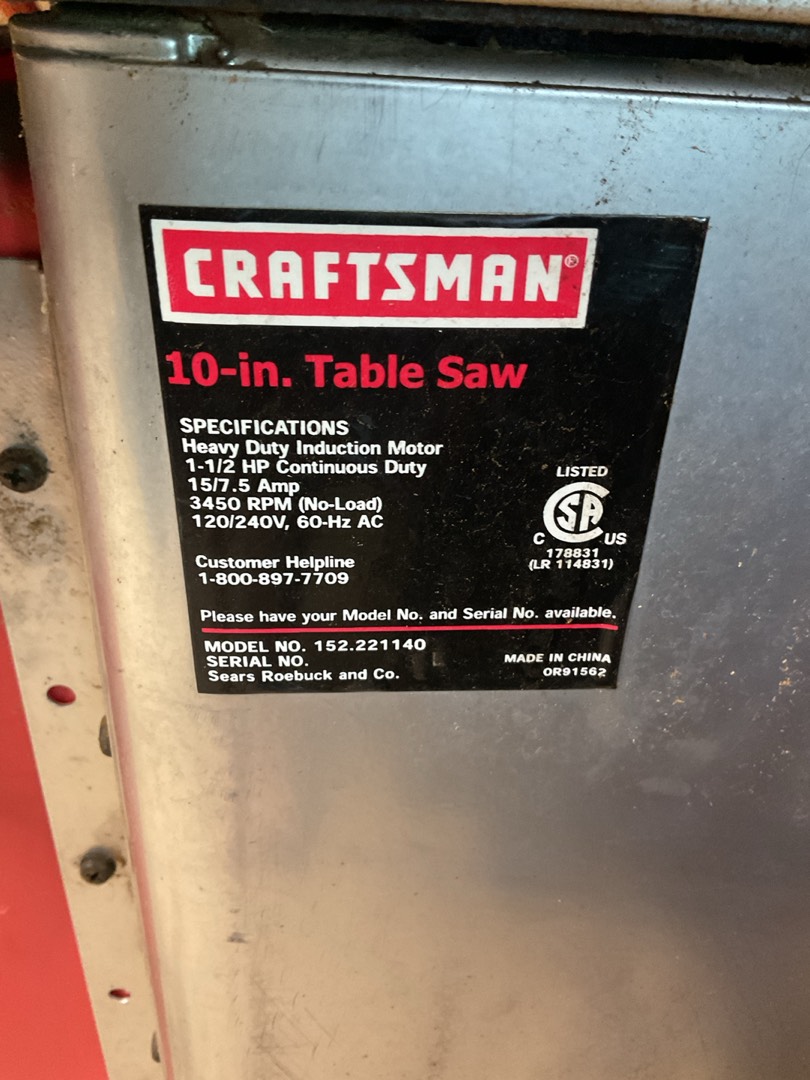 CRAFTSMAN®
10-in. Table Saw
SPECIFICATIONS
Heavy Duty Induction Motor
1-1/2 HP Continuous Duty
15/7.5 Amp
3450 RPM (No-Load)
120/240V, 60-Hz AC
LISTED
C SA US
178831
(LR 114831)
Customer Helpline
1-800-897-7709
Please have your Model No. and Serial No. available.
MODEL NO. 152.221140
SERIAL NO.
Sears Roebuck and Co.
MADE IN CHINA
OR91562